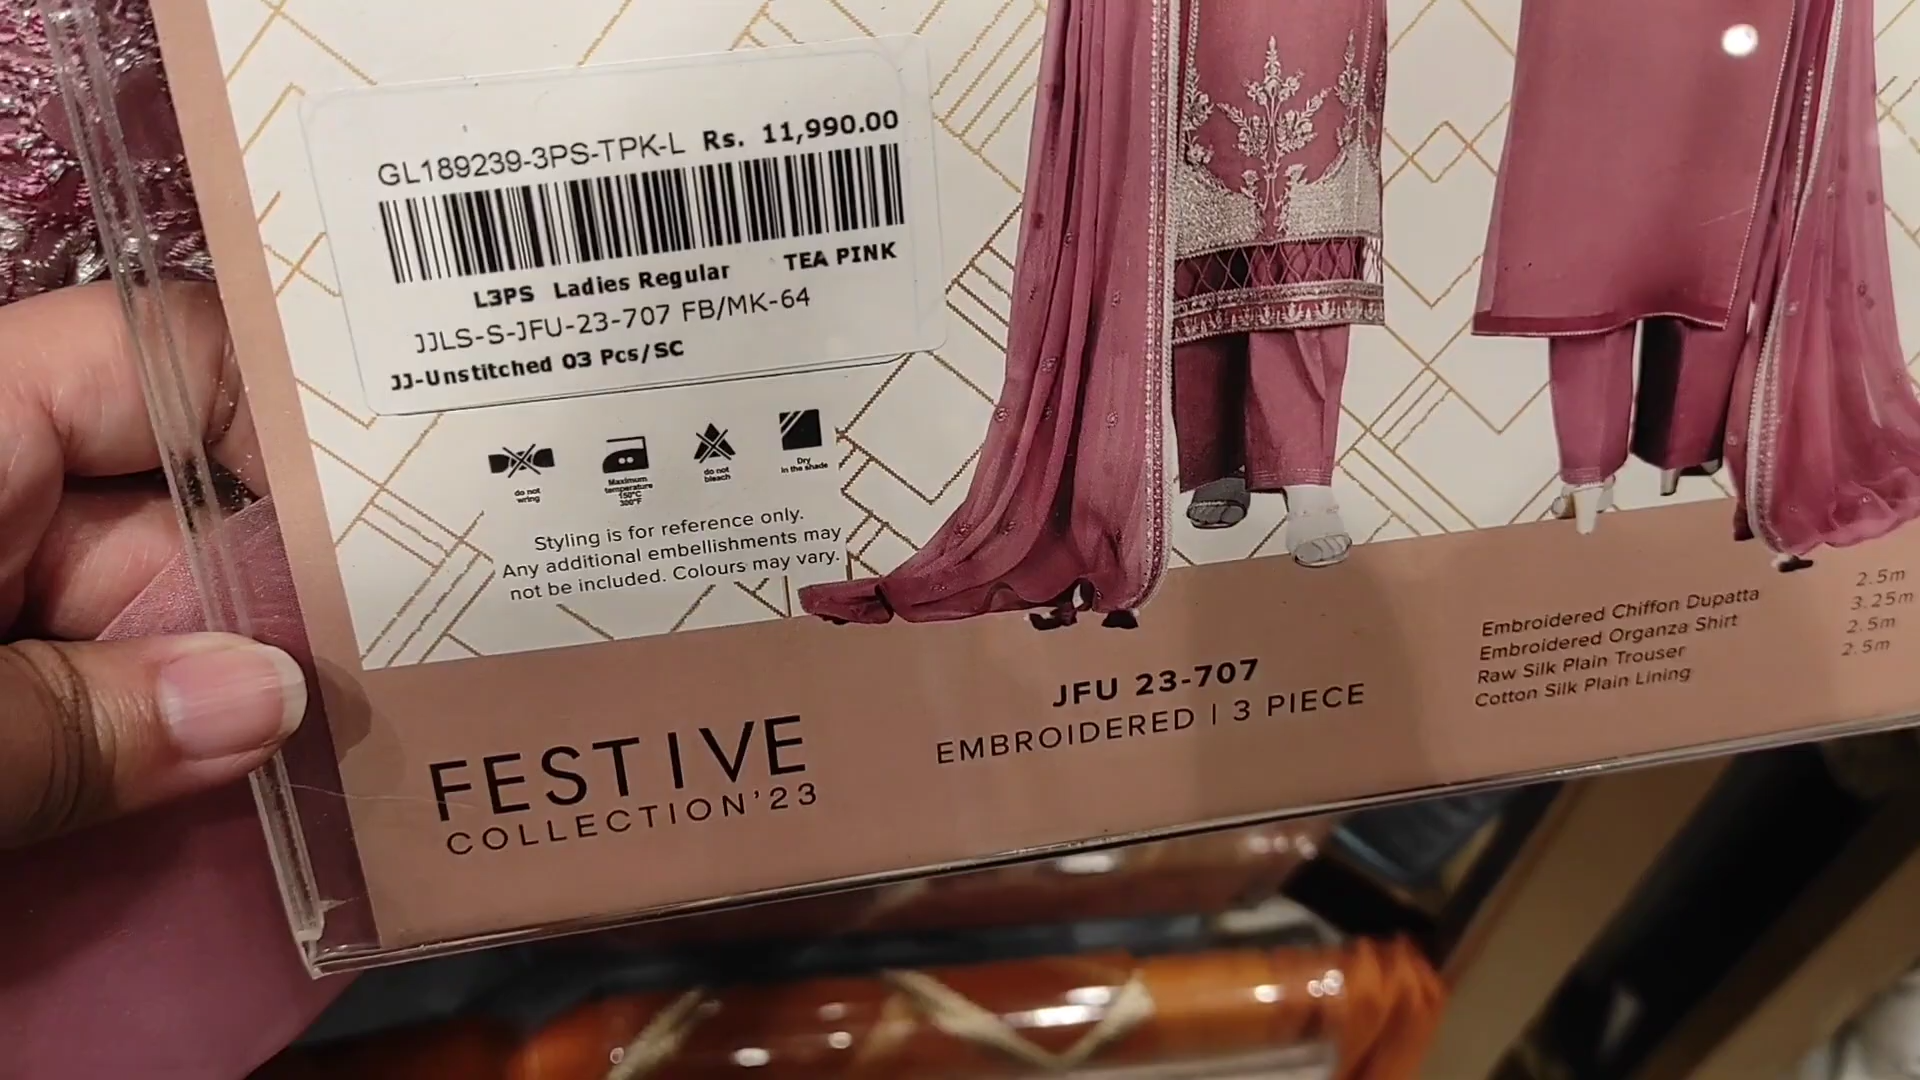 GL189239-3PS-TPK-L Rs. 11,990.00
L3PS Ladies Regular TEA PINK
JJLS-S-JFU-23-707 FB/MK-64
JJ-Unstitched 03 Pcs/SC
do not
wring
Maximum
temperature
150°C
300°F
do not
bleach
Dry
in the shade
Styling is for reference only.
Any additional embellishments may
not be included. Colours may vary.
FESTIVE
COLLECTION'23
JFU 23-707
EMBROIDERED | 3 PIECE
Embroidered Chiffon Dupatta 2.5m
Embroidered Organza Shirt 3.25m
Raw Silk Plain Trouser 2.5m
Cotton Silk Plain Lining 2.5m